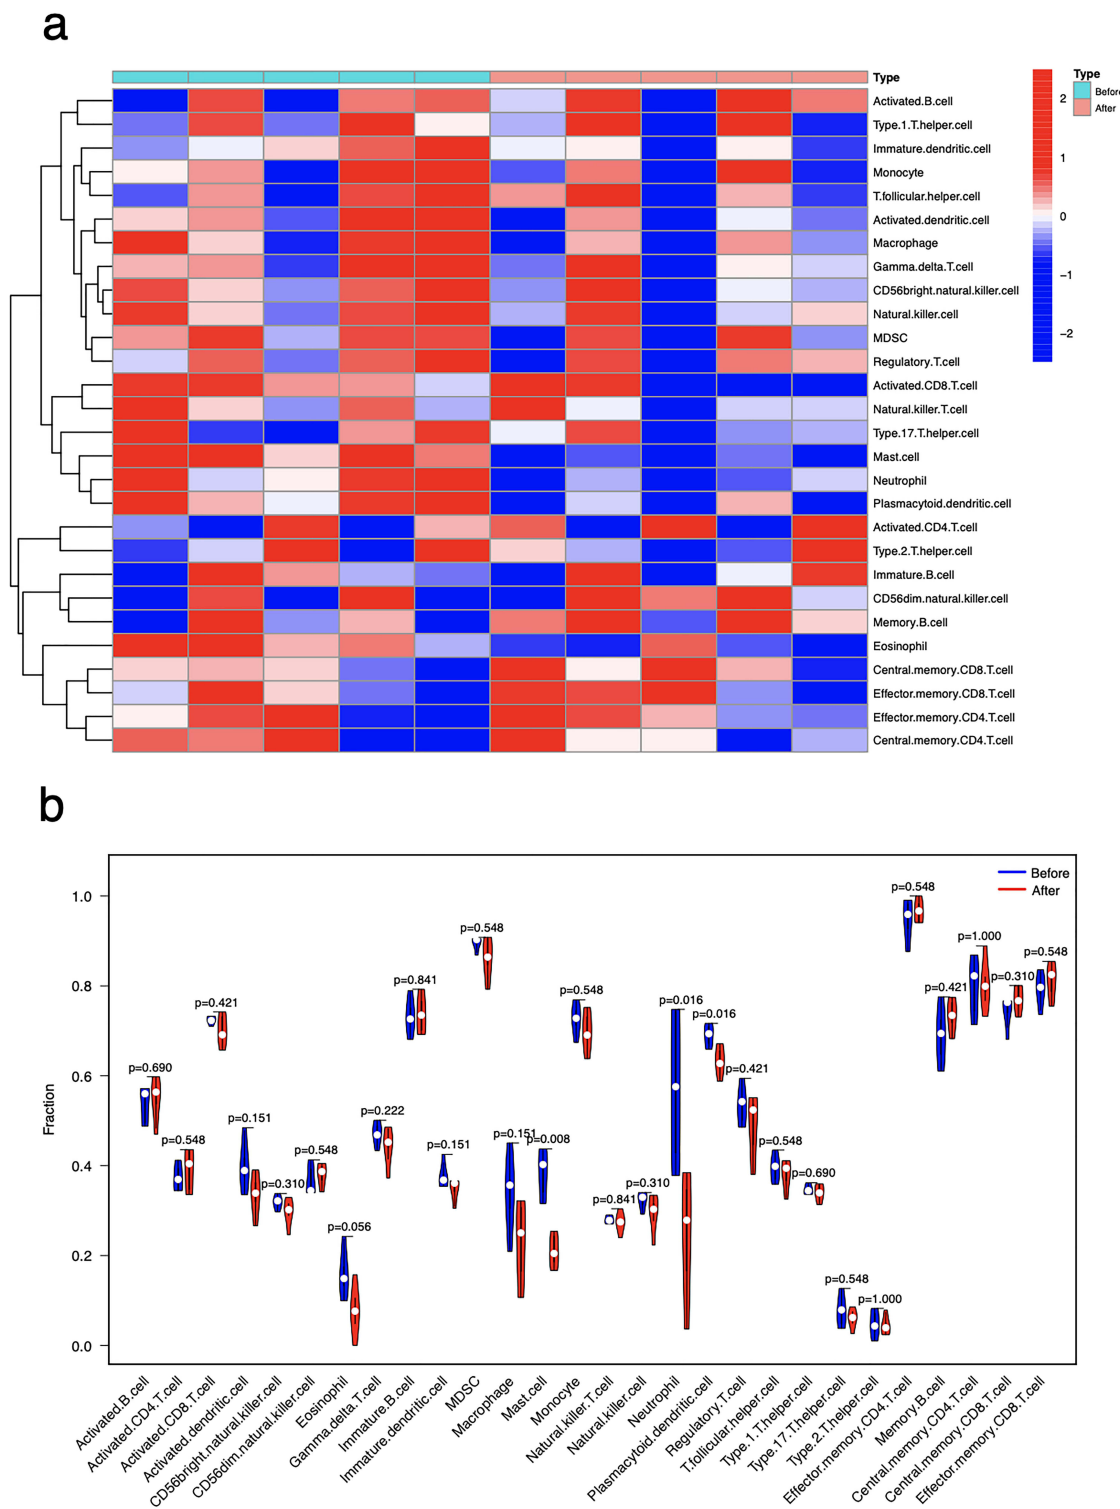 a
Type
Activated.B.cell
Type.1.T.helper.cell
Immature.dendritic.cell
Monocyte
T.follicular.helper.cell
Activated.dendritic.cell
Macrophage
Gamma.delta.T.cell
CD56bright.natural.killer.cell
Natural.killer.cell
MDSC
Regulatory.T.cell
Activated.CD8.T.cell
Natural.killer.T.cell
Type.17.T.helper.cell
Mast.cell
Neutrophil
Plasmacytoid.dendritic.cell
Activated.CD4.T.cell
Type.2.T.helper.cell
Immature.B.cell
CD56dim.natural.killer.cell
Memory.B.cell
Eosinophil
Central.memory.CD8.T.cell
Effector.memory.CD8.T.cell
Effector.memory.CD4.T.cell
Central.memory.CD4.T.cell
2
1
0
−1
−2
Type
Before
After
b
Before
After
Fraction
1.0
0.8
0.6
0.4
0.2
0.0
p=0.690
p=0.548
p=0.421
p=0.151
p=0.310
p=0.548
p=0.056
p=0.222
p=0.841
p=0.151
p=0.548
p=0.151
p=0.008
p=0.548
p=0.841
p=0.310
p=0.016
p=0.016
p=0.421
p=0.548
p=0.690
p=0.548
p=1.000
p=0.548
p=0.421
p=1.000
p=0.310
p=0.548
Activated.B.cell
Activated.CD4.T.cell
Activated.CD8.T.cell
Activated.dendritic.cell
CD56bright.natural.killer.cell
CD56dim.natural.killer.cell
Eosinophil
Gamma.delta.T.cell
Immature.B.cell
Immature.dendritic.cell
MDSC
Macrophage
Mast.cell
Monocyte
Natural.killer.T.cell
Natural.killer.cell
Neutrophil
Plasmacytoid.dendritic.cell
Regulatory.T.cell
T.follicular.helper.cell
Type.1.T.helper.cell
Type.17.T.helper.cell
Type.2.T.helper.cell
Effector.memory.CD4.T.cell
Memory.B.cell
Central.memory.CD4.T.cell
Central.memory.CD8.T.cell
Effector.memory.CD8.T.cell